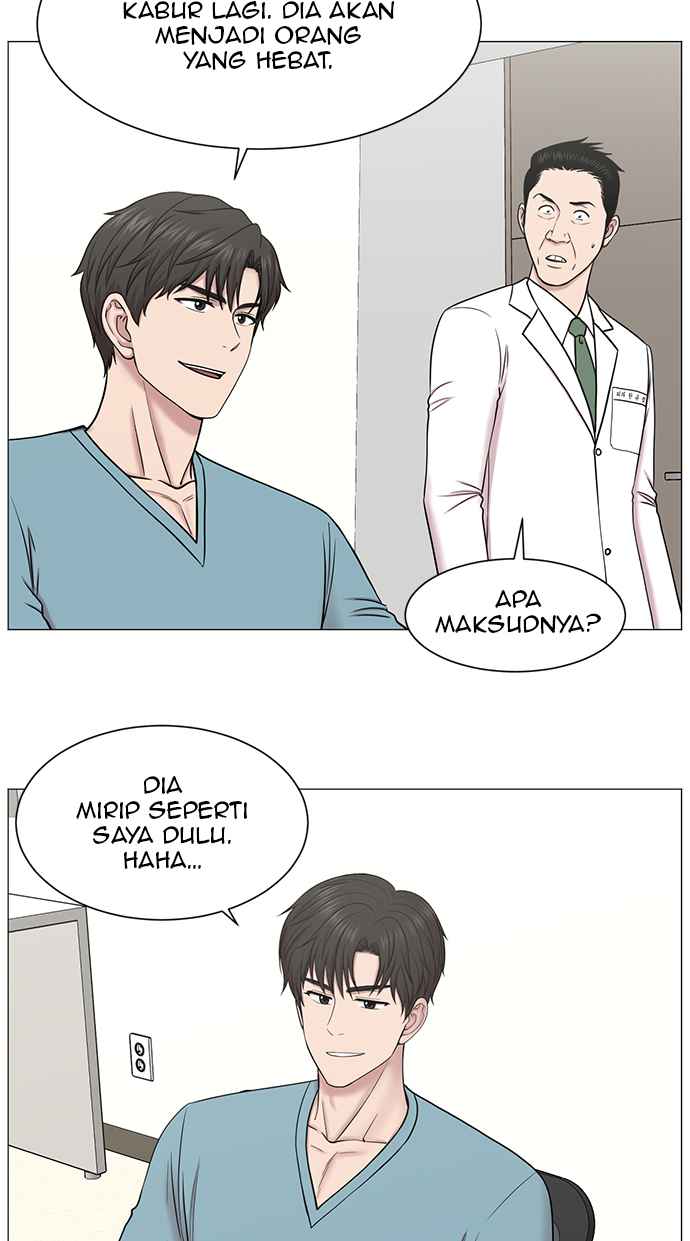 KABUR LAGI. DIA AKAN
MENJADI ORANG
YANG HEBAT.
APA
MAKSUDNYA?
DIA
MIRIP SEPERTI
SAYA DULU.
HAHA...